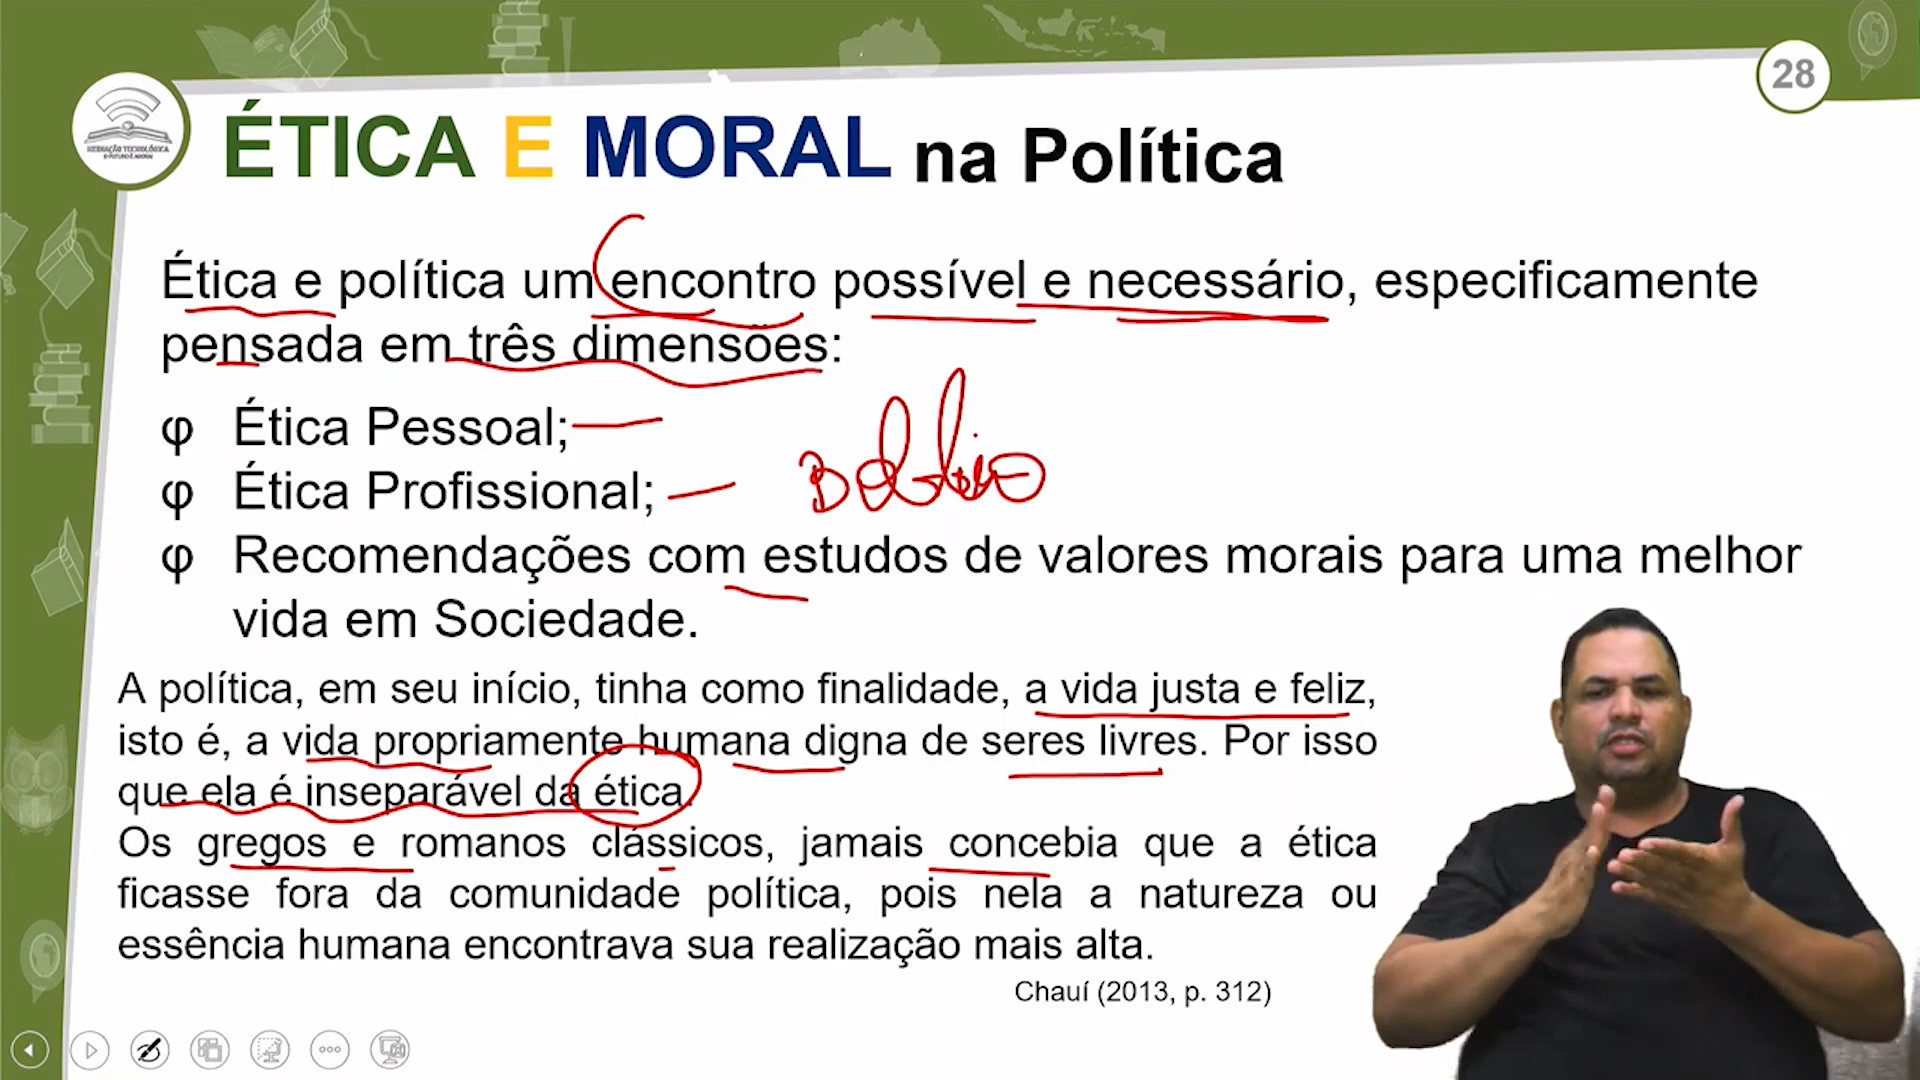 28
MEDIAÇÃO TECNOLÓGICA
ÉTICA E MORAL na Política
Ética e política um encontro possível e necessário, especificamente
pensada em três dimensões:
φ Ética Pessoal;
φ Ética Profissional;
φ Recomendações com estudos de valores morais para uma melhor
vida em Sociedade.
A política, em seu início, tinha como finalidade, a vida justa e feliz,
isto é, a vida propriamente humana digna de seres livres. Por isso
que ela é inseparável da ética.
Os gregos e romanos clássicos, jamais concebia que a ética
ficasse fora da comunidade política, pois nela a natureza ou
essência humana encontrava sua realização mais alta.
Chauí (2013, p. 312)